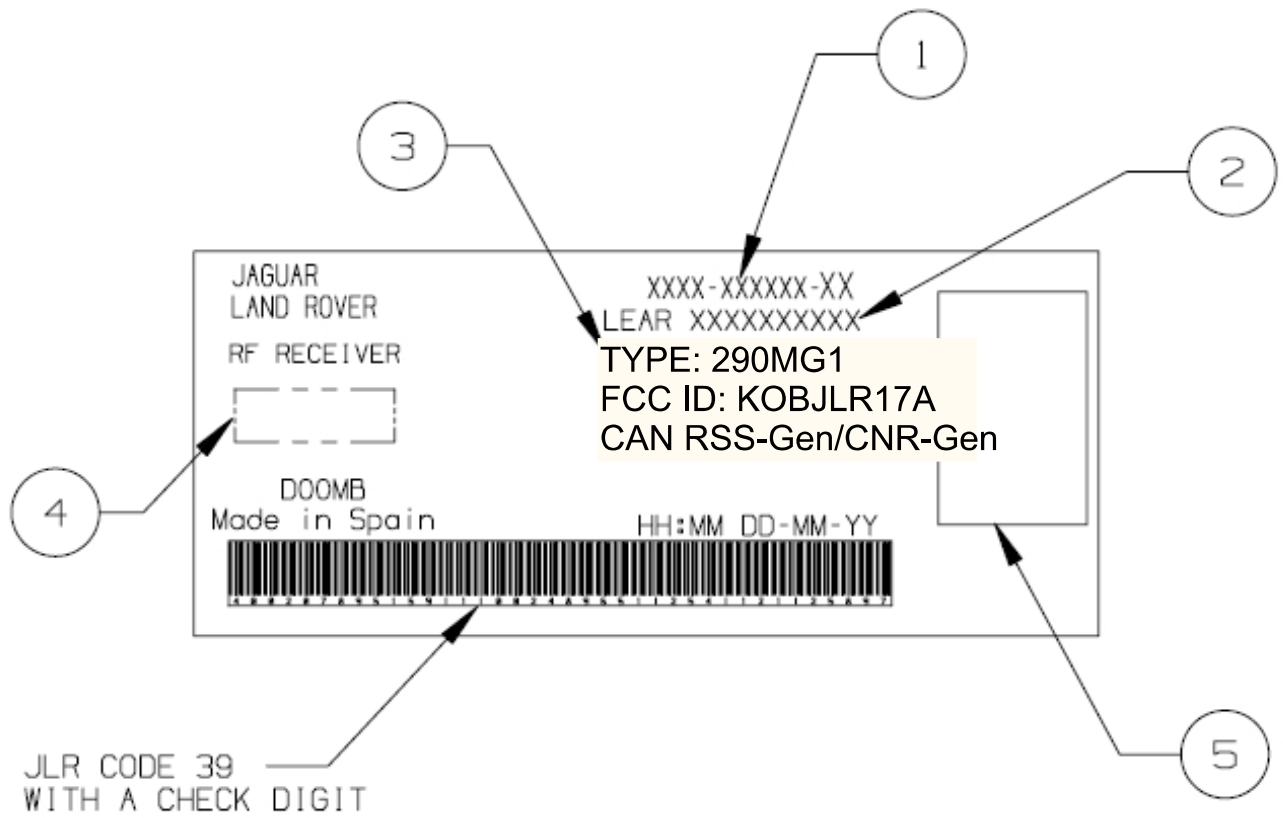 1
3
2
JAGUAR
LAND ROVER
XXXX-XXXXXX-XX
LEAR XXXXXXXXXX
RF RECEIVER
TYPE: 290MG1
FCC ID: KOBJLR17A
CAN RSS-Gen/CNR-Gen
4
DOOMB
Made in Spain
HH:MM DD-MM-YY
5
JLR CODE 39
WITH A CHECK DIGIT